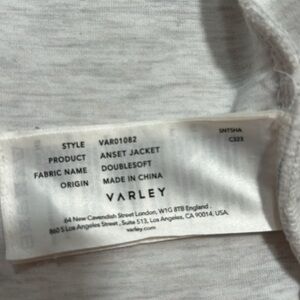 STYLE VAR01082
PRODUCT ANSET JACKET
FABRIC NAME DOUBLESOFT
ORIGIN MADE IN CHINA
SNTSHA
C323
VARLEY
64 New Cavendish Street London, W1G 8TB England
860 S Los Angeles Street, Suite 513, Los Angeles, CA 90014, USA
varley.com